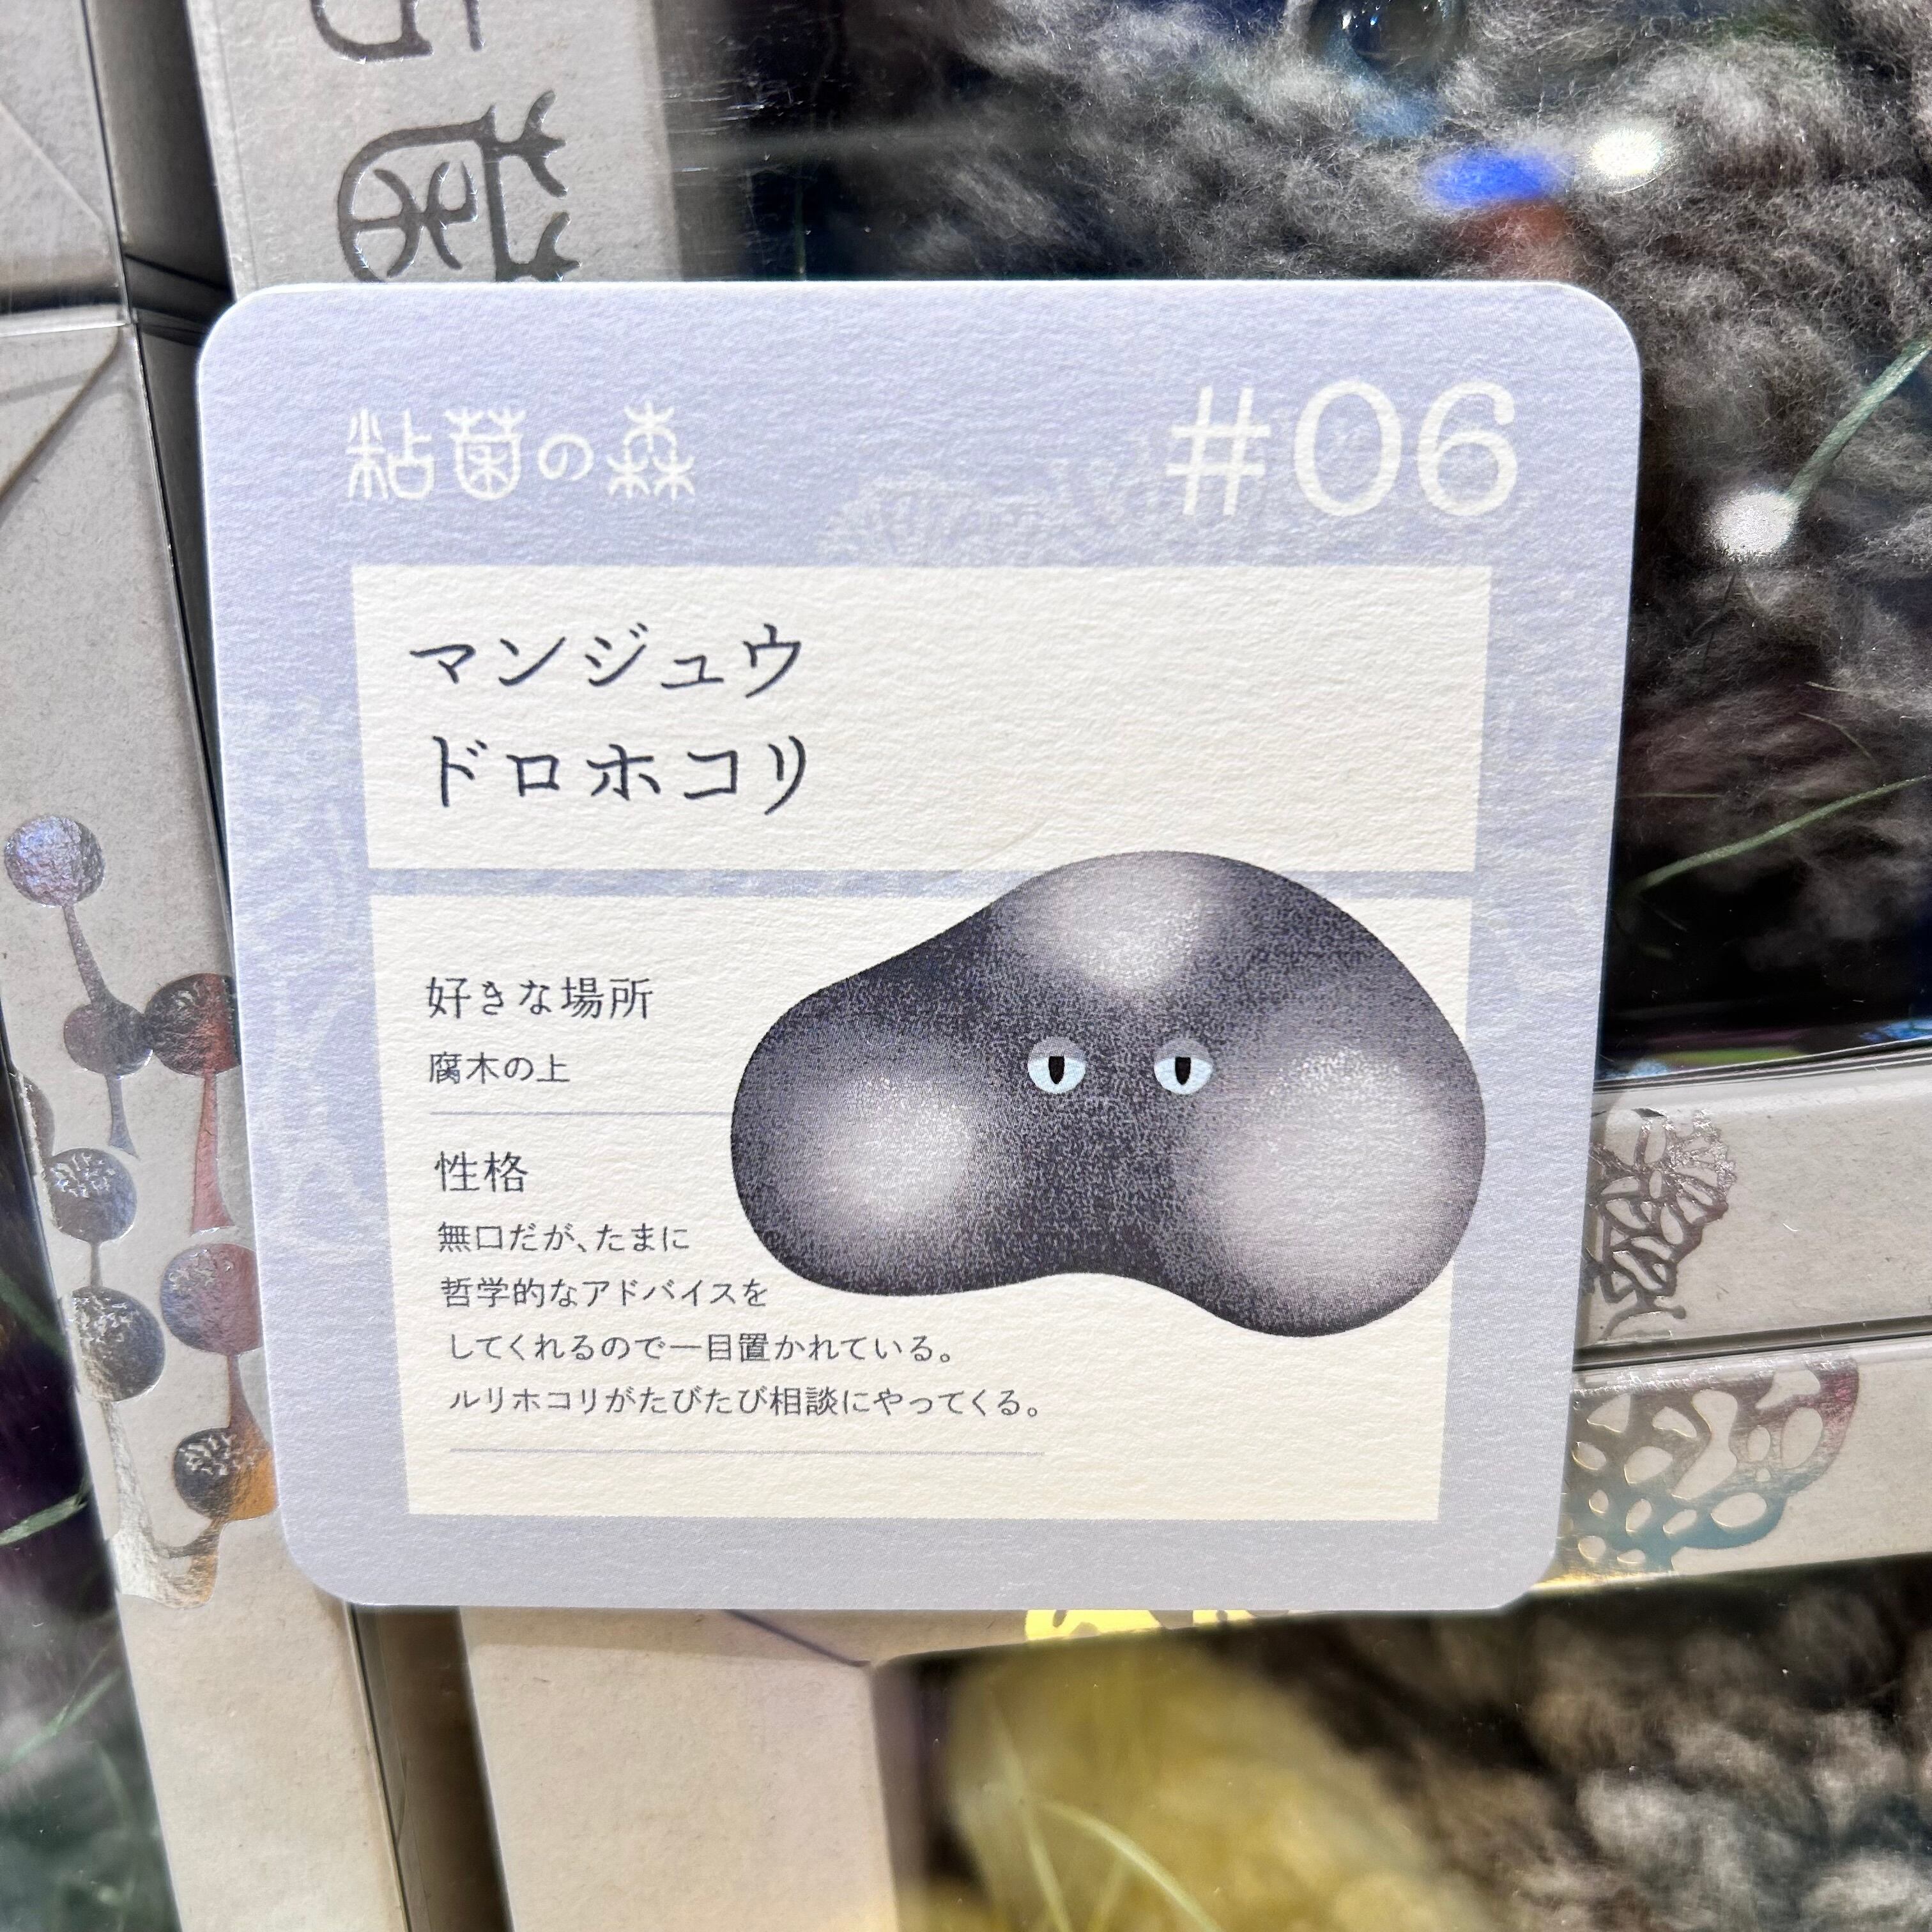 粘菌の森
#06
マンジュウ
ドロホコリ
好きな場所
腐木の上
性格
無口だが、たまに
哲学的なアドバイスを
してくれるので一目置かれている。
ルリホコリがたびたび相談にやってくる。